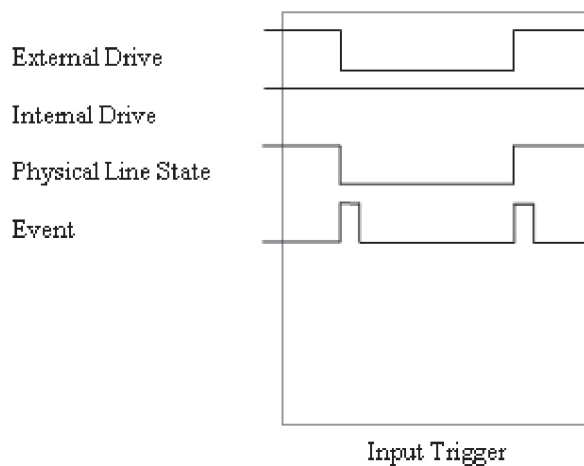 External Drive
Internal Drive
Physical Line State
Event
Input Trigger